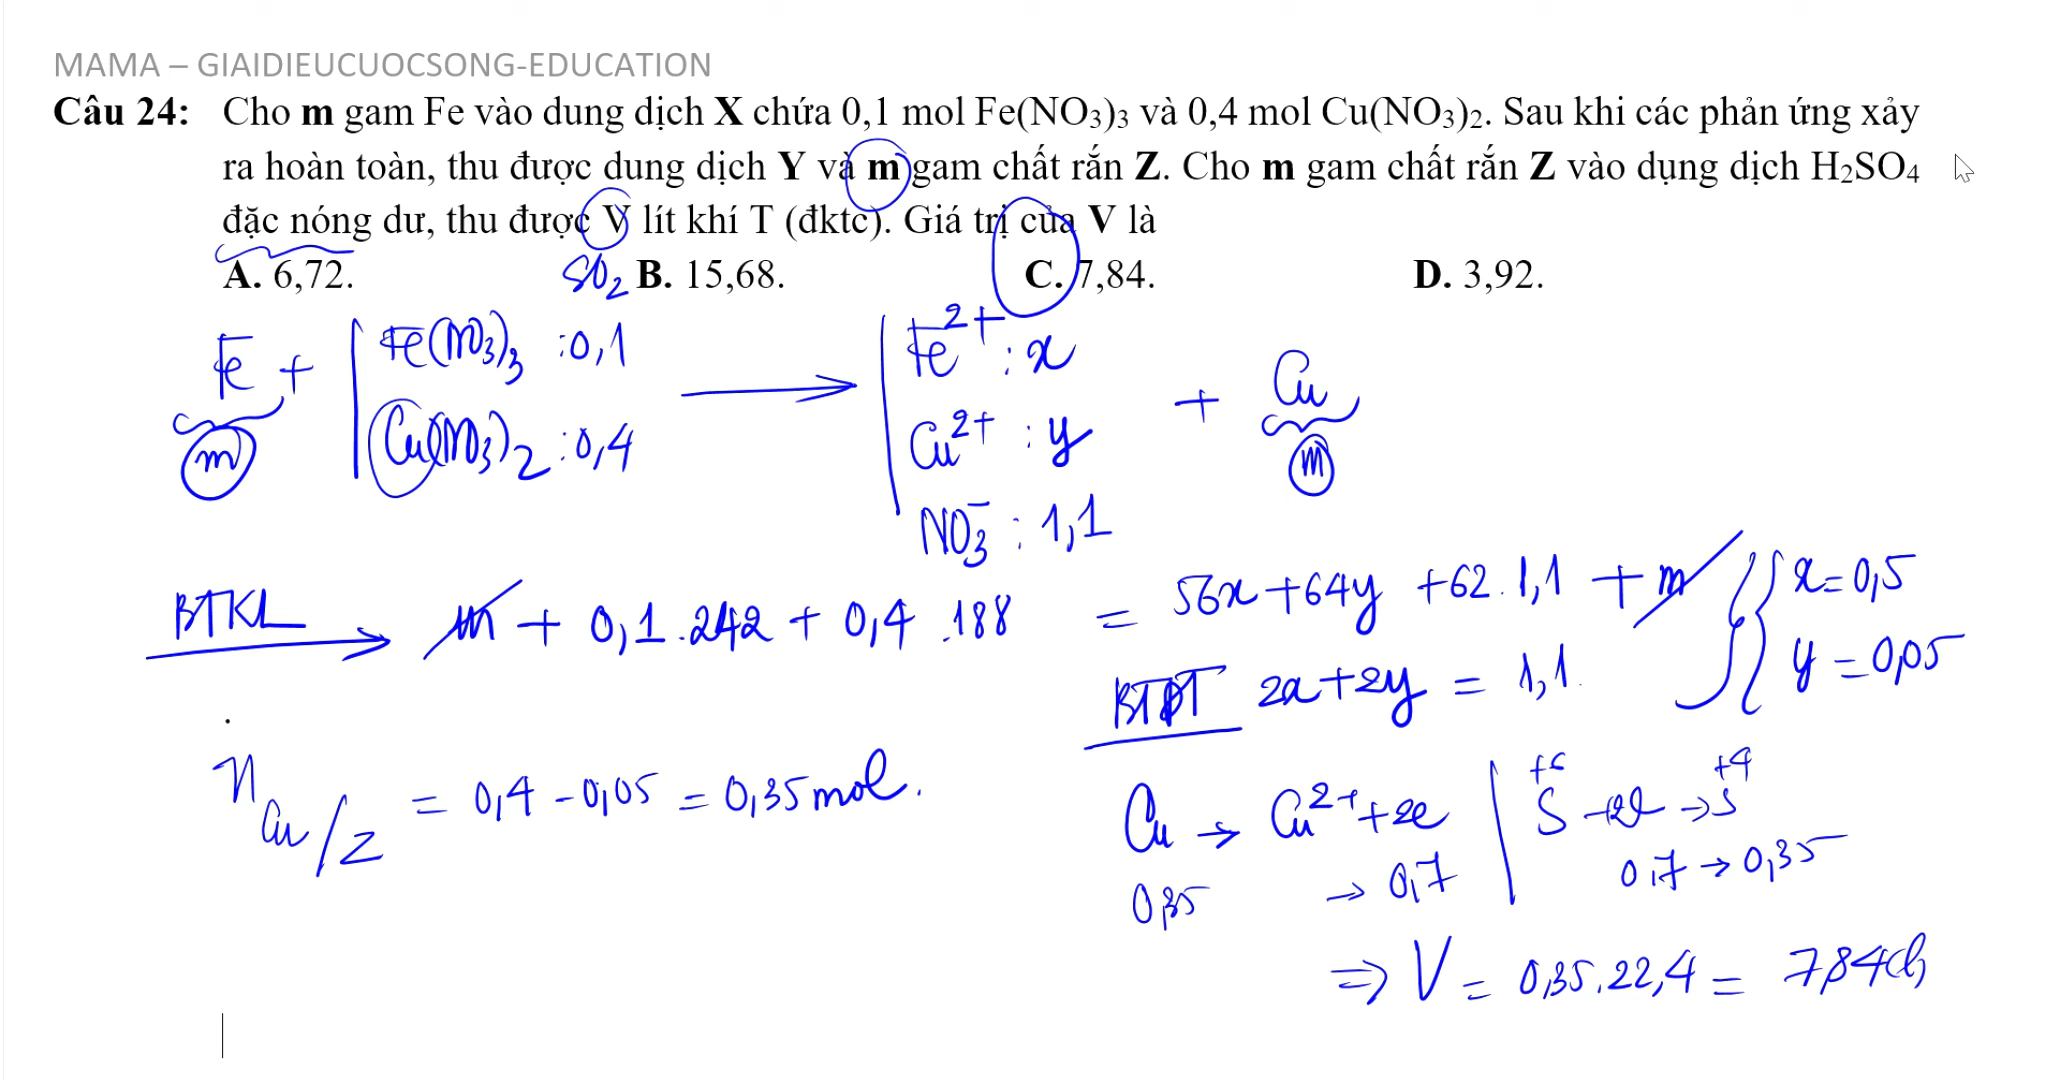 MAMA – GIAIDIEUCUOCSONG-EDUCATION
Câu 24: Cho m gam Fe vào dung dịch X chứa 0,1 mol Fe(NO₃)₃ và 0,4 mol Cu(NO₃)₂. Sau khi các phản ứng xảy
ra hoàn toàn, thu được dung dịch Y và m gam chất rắn Z. Cho m gam chất rắn Z vào dụng dịch H₂SO₄
đặc nóng dư, thu được V lít khí T (đktc). Giá trị của V là
A. 6,72. SO₂ B. 15,68. C. 7,84. D. 3,92.
Fe + Fe(NO₃)₃ : 0,1 → Fe²⁺ : x + Cu
m Cu(NO₃)₂ : 0,4 Cu²⁺ : y m
NO₃⁻ : 1,1
BTKL → m + 0,1.242 + 0,4.188 = 56x + 64y + 62.1,1 + m } { x = 0,5
BTĐT 2x + 2y = 1,1 y = 0,05
n Cu/Z = 0,4 - 0,05 = 0,35 mol.
Cu → Cu²⁺ + 2e | S⁺⁶ + 2e → S⁺⁴
0,35 → 0,7 0,7 → 0,35
⇒ V = 0,35.22,4 = 7,84